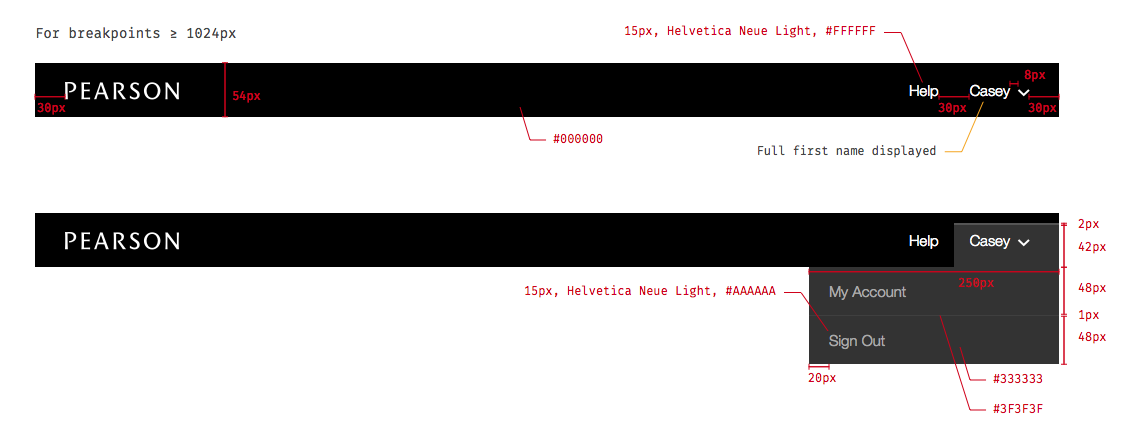 For breakpoints ≥ 1024px
15px, Helvetica Neue Light, #FFFFFF
PEARSON
30px
54px
#000000
Help
30px
Casey
8px
30px
Full first name displayed
PEARSON
Help
Casey
2px
42px
250px
48px
15px, Helvetica Neue Light, #AAAAAA
My Account
1px
Sign Out
48px
20px
#333333
#3F3F3F